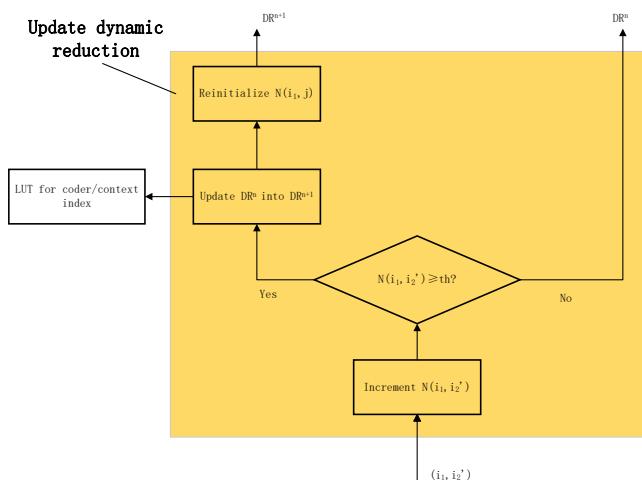 DRⁿ⁺¹
DRⁿ
Update dynamic
reduction
Reinitialize N(i₁,j)
LUT for coder/context
index
Update DRⁿ into DRⁿ⁺¹
N(i₁,i₂')≥th?
Yes
No
Increment N(i₁,i₂')
(i₁,i₂')